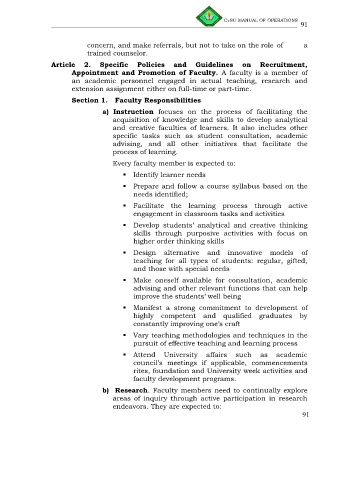 CvSU MANUAL OF OPERATIONS
91
concern, and make referrals, but not to take on the role of a
trained counselor.
Article 2. Specific Policies and Guidelines on Recruitment,
Appointment and Promotion of Faculty. A faculty is a member of
an academic personnel engaged in actual teaching, research and
extension assignment either on full-time or part-time.
Section 1. Faculty Responsibilities
a) Instruction focuses on the process of facilitating the
acquisition of knowledge and skills to develop analytical
and creative faculties of learners. It also includes other
specific tasks such as student consultation, academic
advising, and all other initiatives that facilitate the
process of learning.
Every faculty member is expected to:
▪ Identify learner needs
▪ Prepare and follow a course syllabus based on the
needs identified;
▪ Facilitate the learning process through active
engagement in classroom tasks and activities
▪ Develop students’ analytical and creative thinking
skills through purposive activities with focus on
higher order thinking skills
▪ Design alternative and innovative models of
teaching for all types of students: regular, gifted,
and those with special needs
▪ Make oneself available for consultation, academic
advising and other relevant functions that can help
improve the students’ well being
▪ Manifest a strong commitment to development of
highly competent and qualified graduates by
constantly improving one’s craft
▪ Vary teaching methodologies and techniques in the
pursuit of effective teaching and learning process
▪ Attend University affairs such as academic
council’s meetings if applicable, commencements
rites, foundation and University week activities and
faculty development programs.
b) Research. Faculty members need to continually explore
areas of inquiry through active participation in research
endeavors. They are expected to:
91